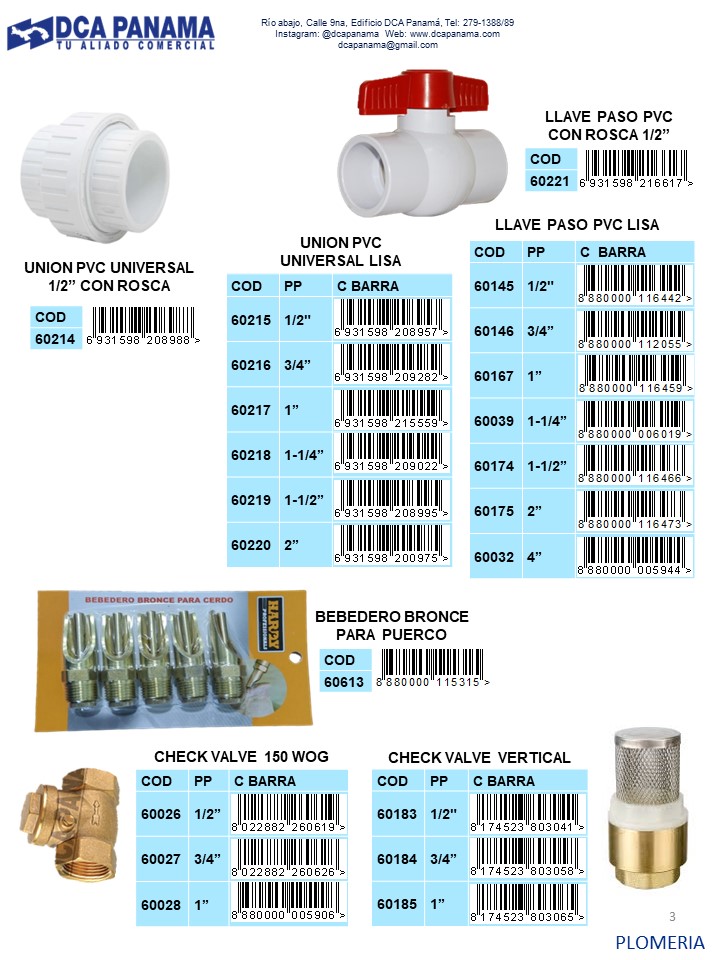 DCA PANAMA
TU ALIADO COMERCIAL
Río abajo, Calle 9na, Edificio DCA Panamá, Tel: 279-1388/89
Instagram: @dcapanama Web: www.dcapanama.com
dcapanama@gmail.com
LLAVE PASO PVC
CON ROSCA 1/2”
COD
60221
6 931598 216617 >
UNION PVC UNIVERSAL
1/2” CON ROSCA
COD
60214
6 931598 208988 >
UNION PVC
UNIVERSAL LISA
COD PP C BARRA
60215 1/2"
6 931598 208957 >
60216 3/4”
6 931598 209282 >
60217 1”
6 931598 215559 >
60218 1-1/4”
6 931598 209022 >
60219 1-1/2”
6 931598 208995 >
60220 2”
6 931598 200975 >
LLAVE PASO PVC LISA
COD PP C BARRA
60145 1/2"
8 880000 116442 >
60146 3/4”
8 880000 112055 >
60167 1”
8 880000 116459 >
60039 1-1/4”
8 880000 006019 >
60174 1-1/2”
8 880000 116466 >
60175 2”
8 880000 116473 >
60032 4”
8 880000 005944 >
BEBEDERO BRONCE PARA CERDO
HARDY
PROFESIONALES
BEBEDERO BRONCE
PARA PUERCO
COD
60613
8 880000 115315 >
CHECK VALVE 150 WOG
COD PP C BARRA
60026 1/2”
8 022882 260619 >
60027 3/4”
8 022882 260626 >
60028 1”
8 880000 005906 >
CHECK VALVE VERTICAL
COD PP C BARRA
60183 1/2"
8 174523 803041 >
60184 3/4”
8 174523 803058 >
60185 1”
8 174523 803065 >
3
PLOMERIA